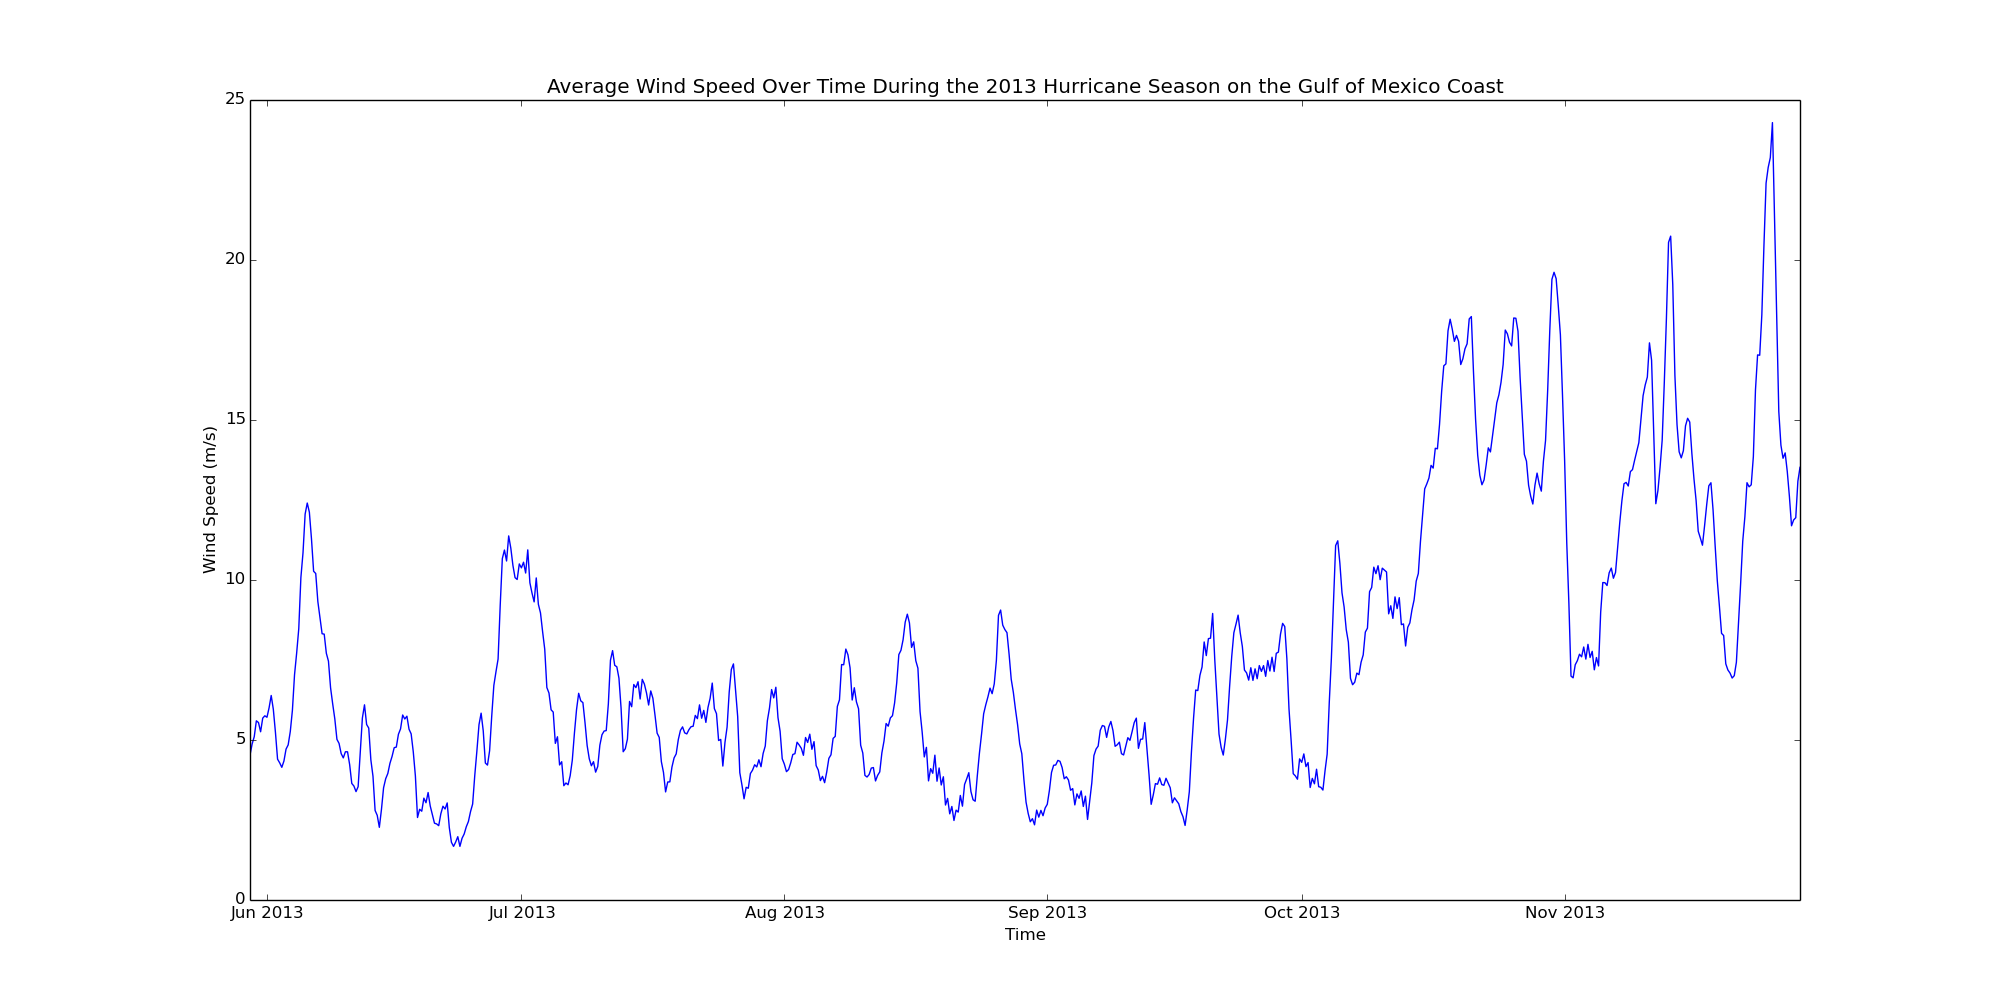 Average Wind Speed Over Time During the 2013 Hurricane Season on the Gulf of Mexico Coast
25
20
15
10
5
0
Wind Speed (m/s)
Jun 2013 Jul 2013 Aug 2013 Sep 2013 Oct 2013 Nov 2013
Time